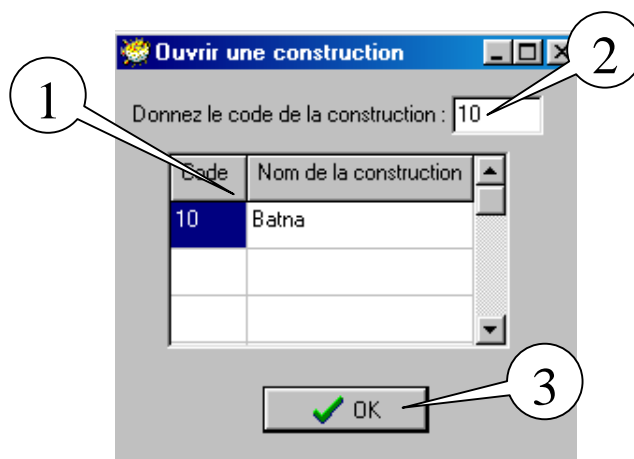 Ouvrir une construction
2
1
Donnez le code de la construction : 10
Code Nom de la construction
10 Batna
OK
3